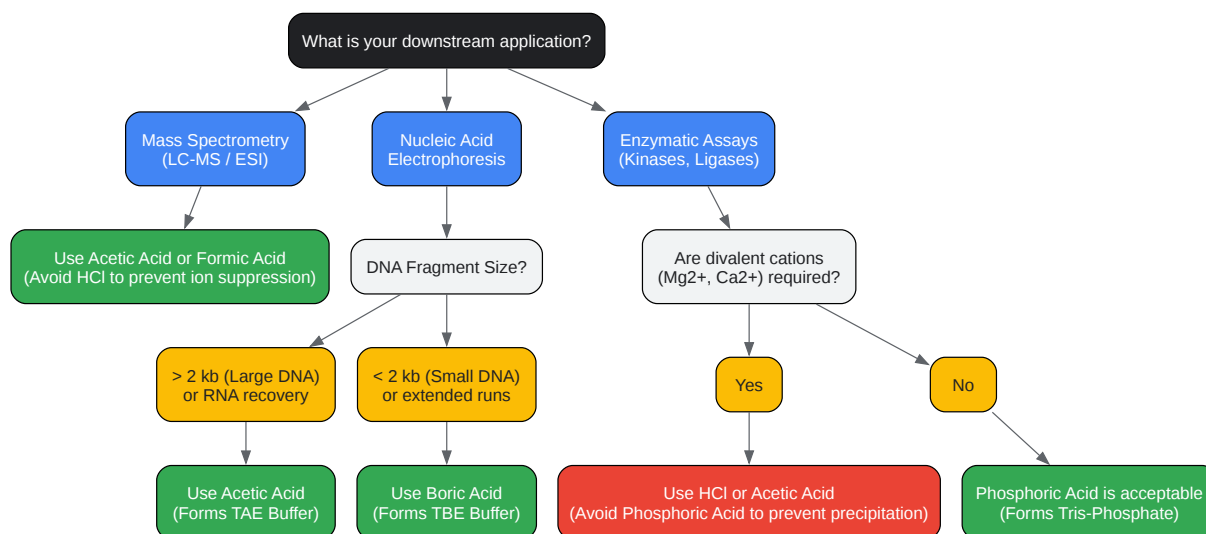 What is your downstream application?
Mass Spectrometry
(LC-MS / ESI)
Nucleic Acid
Electrophoresis
Enzymatic Assays
(Kinases, Ligases)
Use Acetic Acid or Formic Acid
(Avoid HCl to prevent ion suppression)
DNA Fragment Size?
Are divalent cations
(Mg2+, Ca2+) required?
> 2 kb (Large DNA)
or RNA recovery
< 2 kb (Small DNA)
or extended runs
Yes
No
Use Acetic Acid
(Forms TAE Buffer)
Use Boric Acid
(Forms TBE Buffer)
Use HCl or Acetic Acid
(Avoid Phosphoric Acid to prevent precipitation)
Phosphoric Acid is acceptable
(Forms Tris-Phosphate)